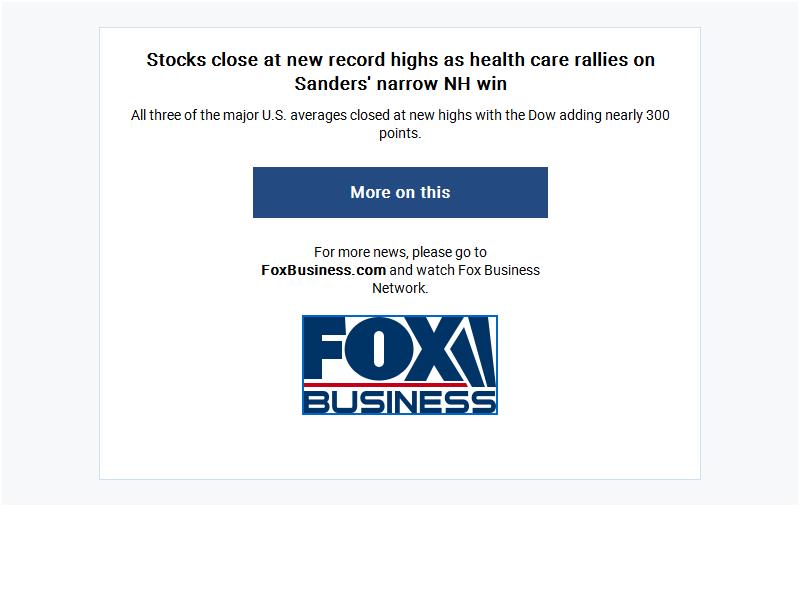 Stocks close at new record highs as health care rallies on
Sanders' narrow NH win
All three of the major U.S. averages closed at new highs with the Dow adding nearly 300
points.
More on this
For more news, please go to
FoxBusiness.com and watch Fox Business
Network.
FOX
BUSINESS